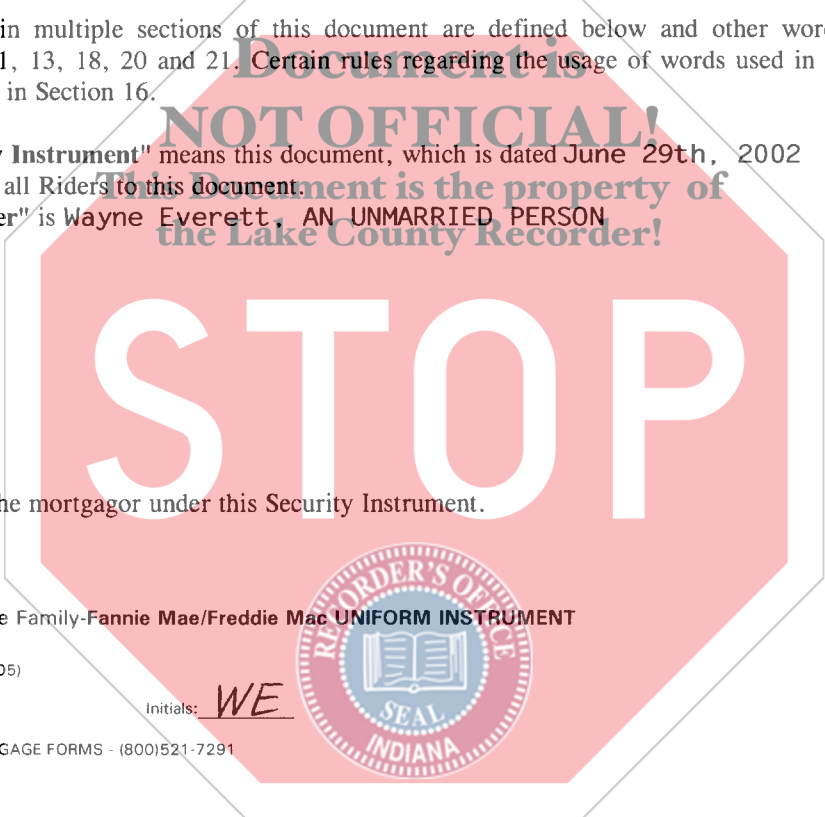 in multiple sections of this document are defined below and other wor
1, 13, 18, 20 and 21. Certain rules regarding the usage of words used in
in Section 16.
Document is
NOT OFFICIAL!
This Document is the property of
the Lake County Recorder!
Instrument" means this document, which is dated June 29th, 2002
all Riders to this document.
er" is Wayne Everett, AN UNMARRIED PERSON
STOP
he mortgagor under this Security Instrument.
e Family-Fannie Mae/Freddie Mac UNIFORM INSTRUMENT
05)
Initials: WE
GAGE FORMS - (800)521-7291
RECORDER'S OFFICE
SEAL
INDIANA